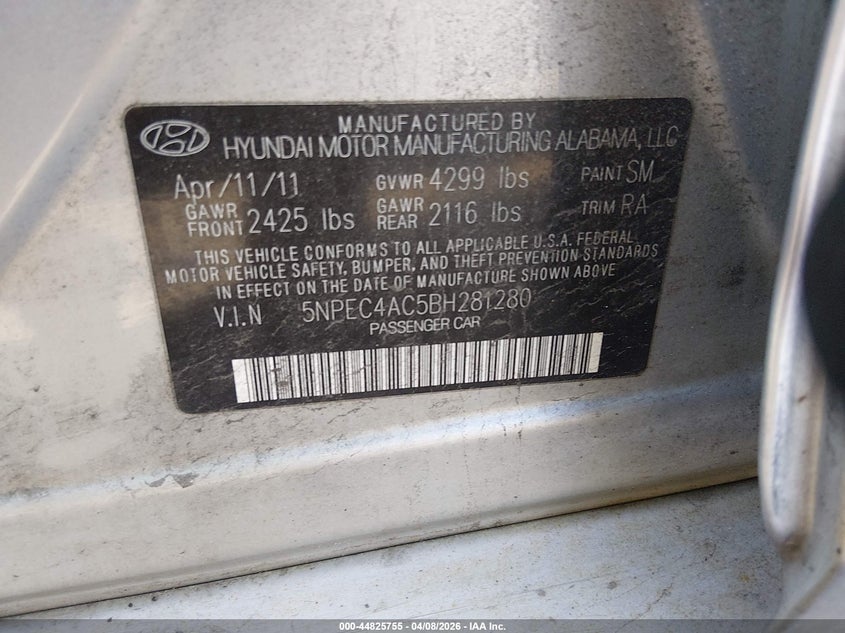 MANUFACTURED BY
HYUNDAI MOTOR MANUFACTURING ALABAMA, LLC
Apr/11/11 GVWR 4299 lbs PAINT SM
GAWR FRONT 2425 lbs GAWR REAR 2116 lbs TRIM RA
THIS VEHICLE CONFORMS TO ALL APPLICABLE U.S.A. FEDERAL
MOTOR VEHICLE SAFETY, BUMPER, AND THEFT PREVENTION STANDARDS
IN EFFECT ON THE DATE OF MANUFACTURE SHOWN ABOVE
V.I.N 5NPEC4AC5BH281280
PASSENGER CAR
000-44825755 - 04/08/2026 - IAA Inc.